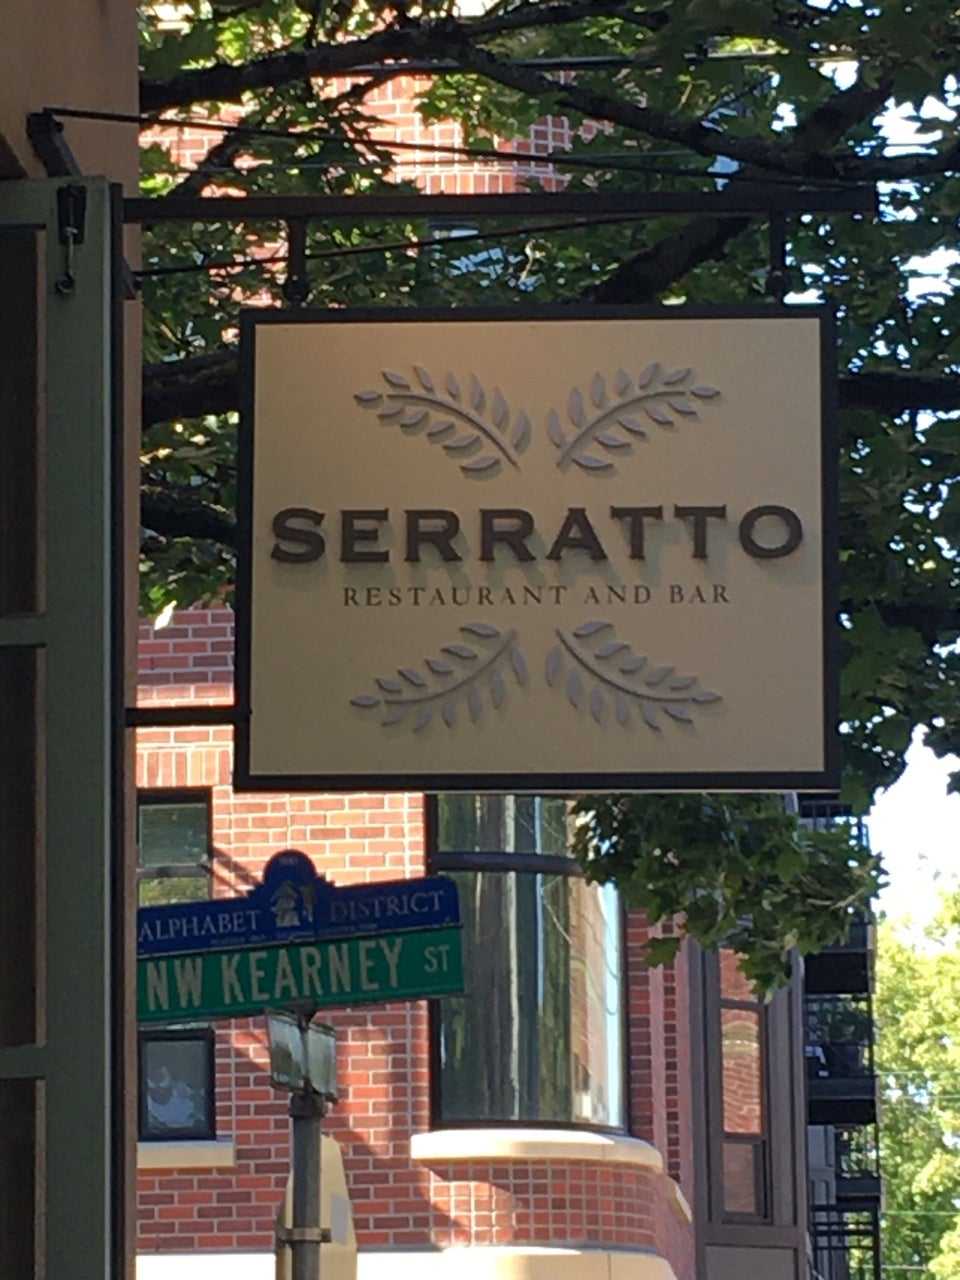 SERRATTO
RESTAURANT AND BAR
ALPHABET DISTRICT
NW KEARNEY ST